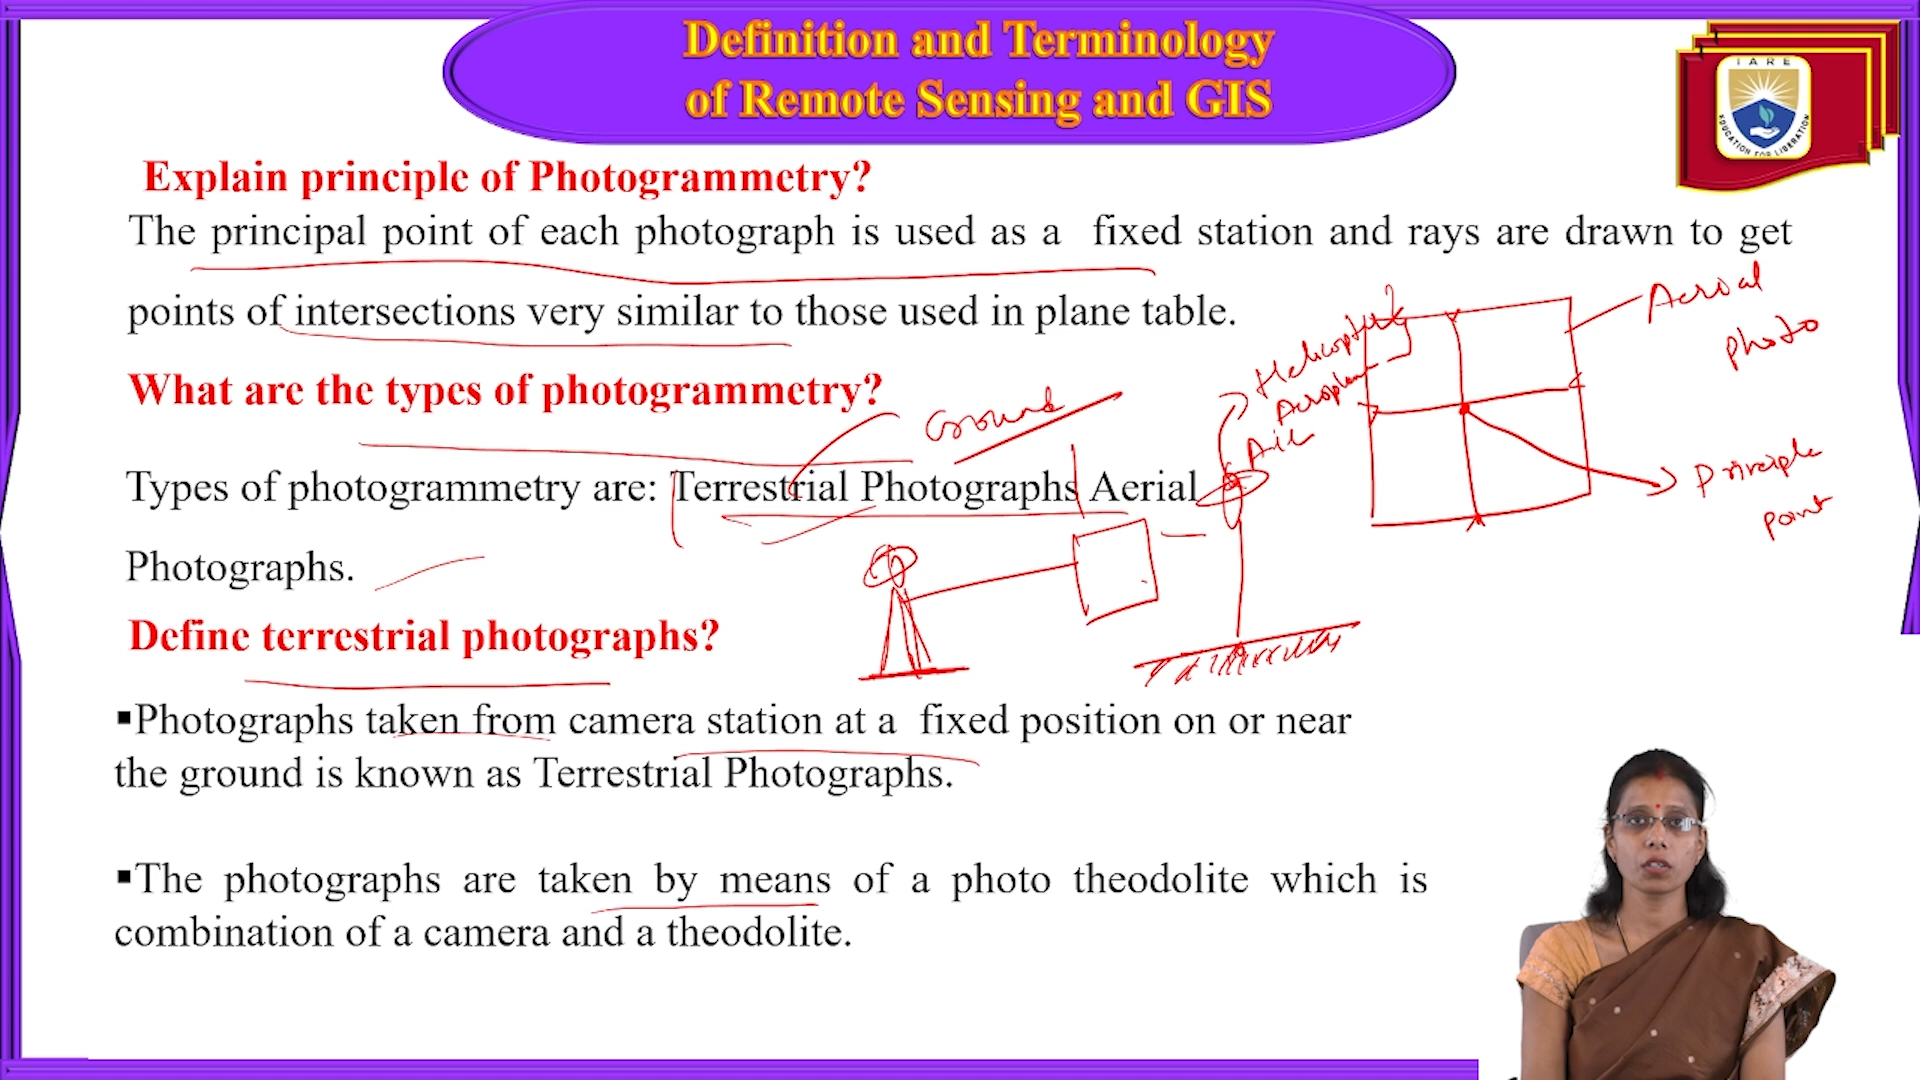 Definition and Terminology
of Remote Sensing and GIS
IARE
EDUCATION FOR LIBERATION
Explain principle of Photogrammetry?
The principal point of each photograph is used as a fixed station and rays are drawn to get
points of intersections very similar to those used in plane table.
Aerial
photo
Helicopter
Aeroplane
Air
What are the types of photogrammetry?
Ground
Types of photogrammetry are: Terrestrial Photographs Aerial
Principle
point
Photographs.
Define terrestrial photographs?
▪Photographs taken from camera station at a fixed position on or near
the ground is known as Terrestrial Photographs.
▪The photographs are taken by means of a photo theodolite which is
combination of a camera and a theodolite.